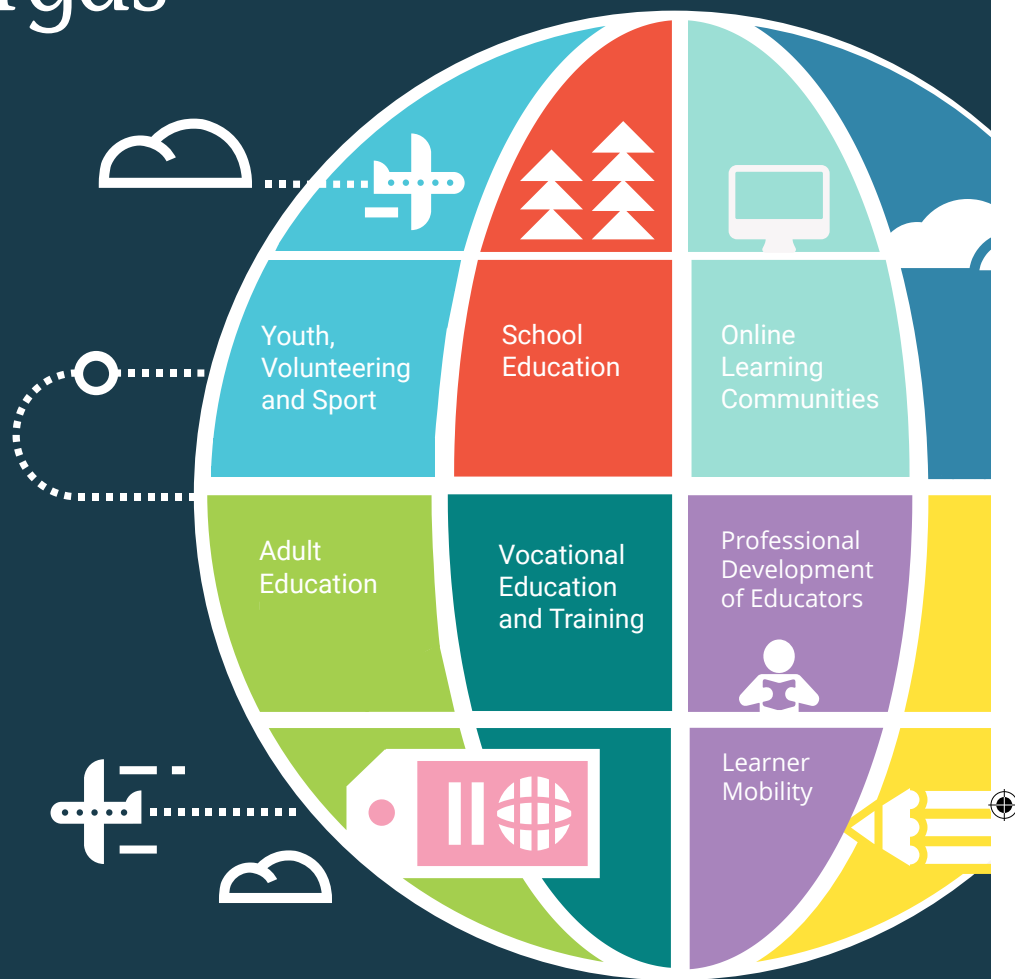 Youth,
Volunteering
and Sport
School
Education
Online
Learning
Communities
Adult
Education
Vocational
Education
and Training
Professional
Development
of Educators
Learner
Mobility